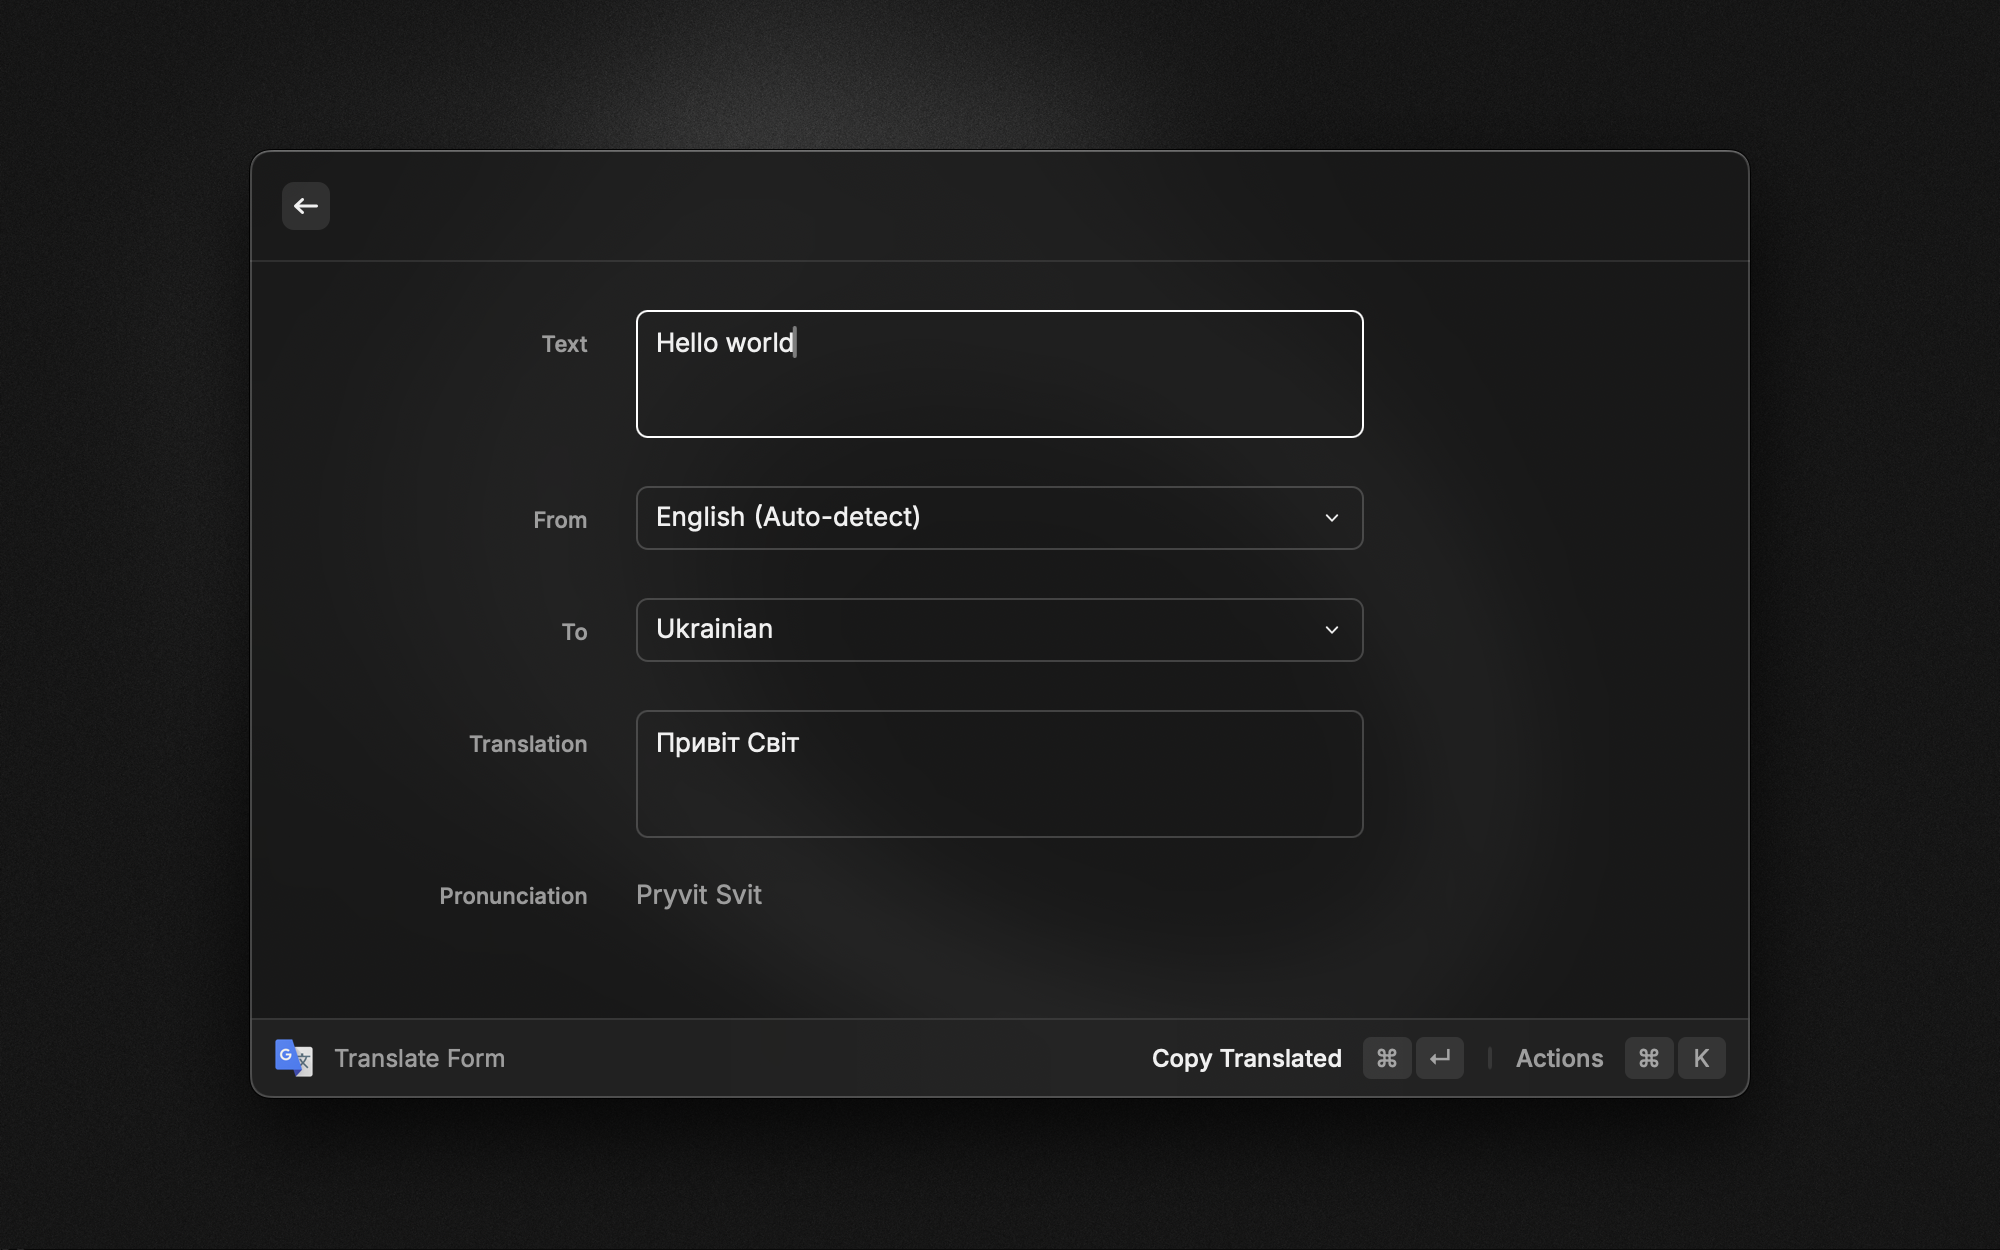 Text
Hello world
From
English (Auto-detect)
To
Ukrainian
Translation
Привіт Світ
Pronunciation
Pryvit Svit
G 文 Translate Form
Copy Translated ⌘ ↵ | Actions ⌘ K